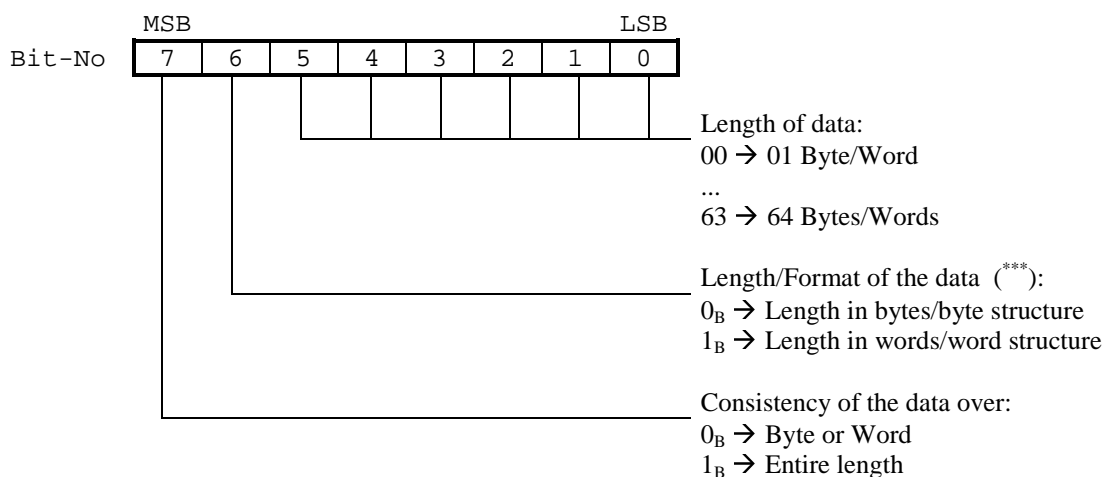 MSB LSB
Bit-No 7 6 5 4 3 2 1 0
Length of data:
00 → 01 Byte/Word
...
63 → 64 Bytes/Words
Length/Format of the data (***):
0B → Length in bytes/byte structure
1B → Length in words/word structure
Consistency of the data over:
0B → Byte or Word
1B → Entire length